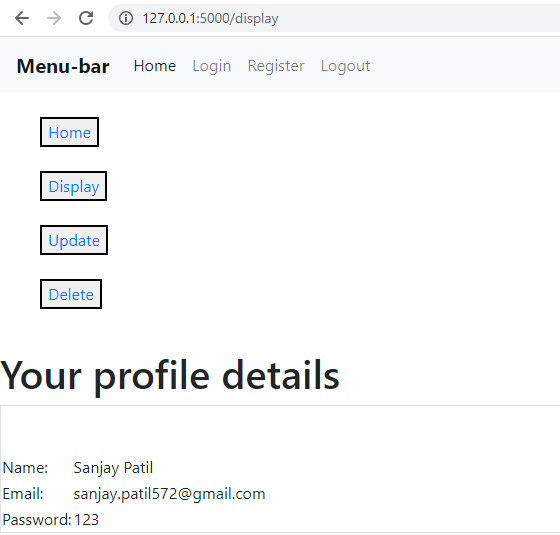 127.0.0.1:5000/display
Menu-bar Home Login Register Logout
Home
Display
Update
Delete
Your profile details
Name: Sanjay Patil
Email: sanjay.patil572@gmail.com
Password: 123